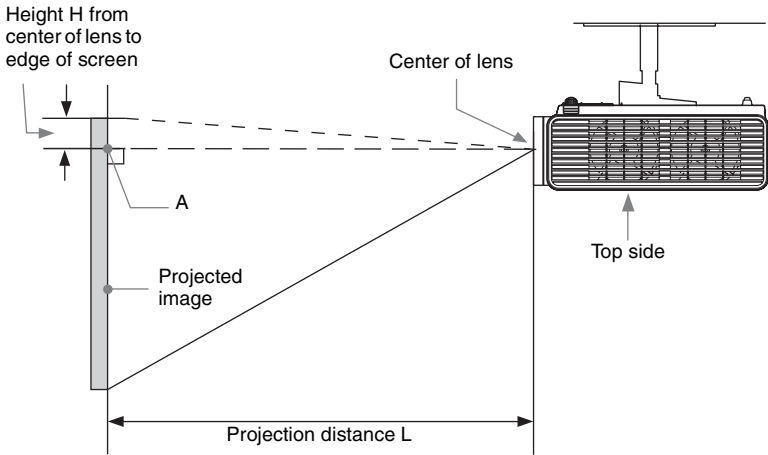 Height H from
center of lens to
edge of screen
Center of lens
A
Top side
Projected
image
Projection distance L